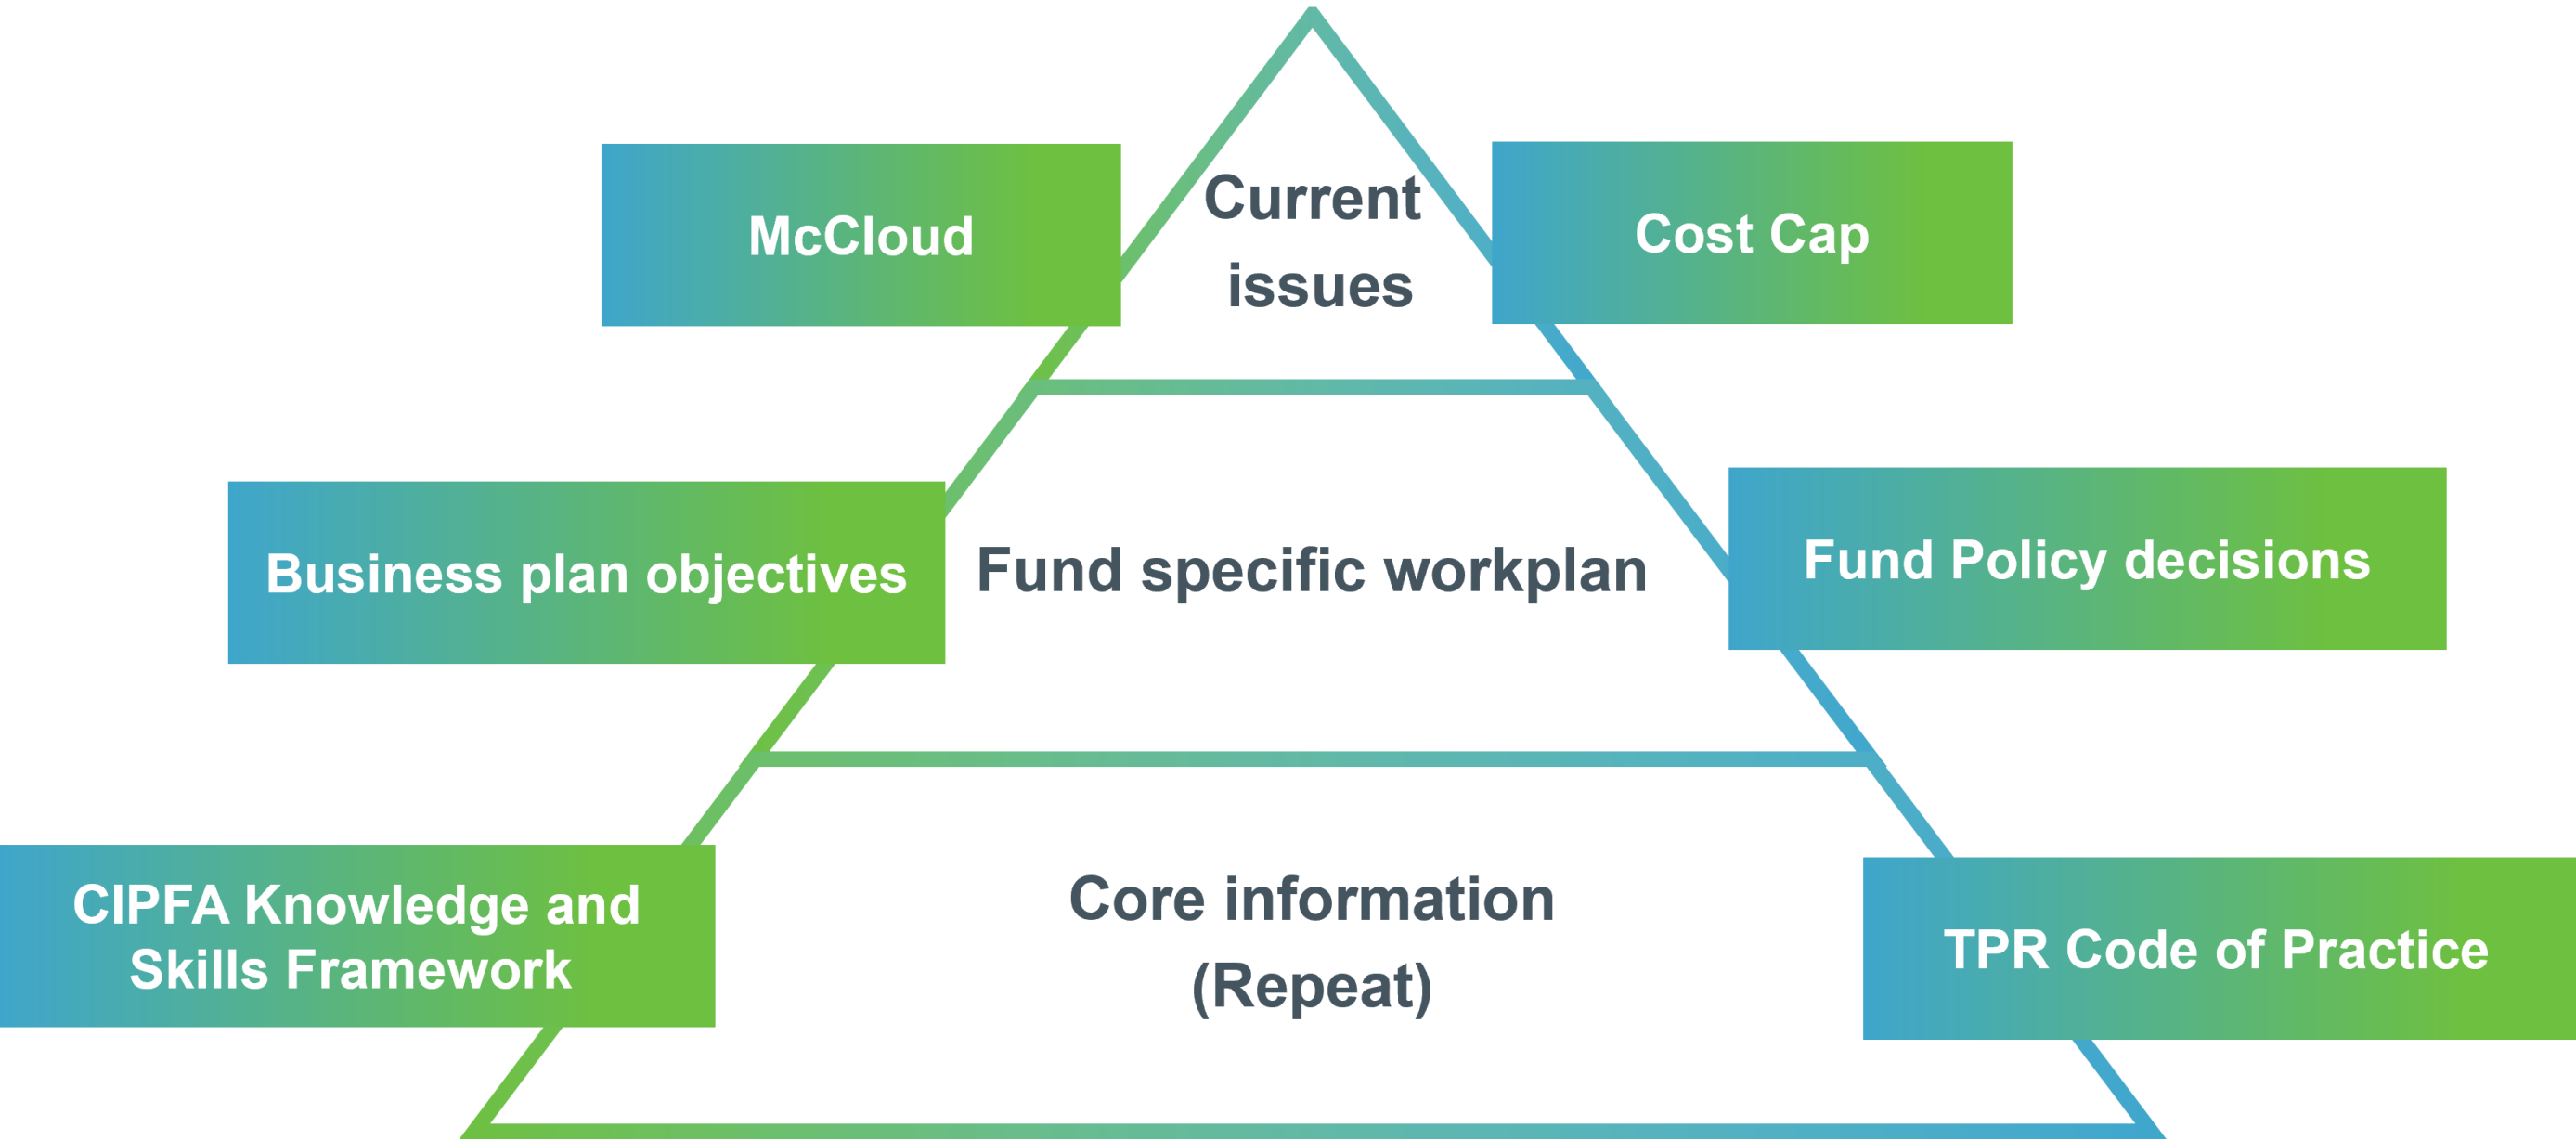 Current
issues
McCloud
Cost Cap
Business plan objectives
Fund specific workplan
Fund Policy decisions
Core information
(Repeat)
CIPFA Knowledge and
Skills Framework
TPR Code of Practice